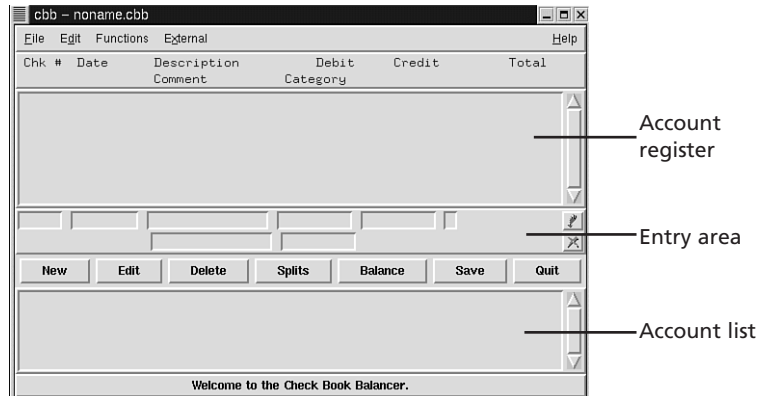 cbb – noname.cbb
File Edit Functions External Help
Chk # Date Description Debit Credit Total
Comment Category
Account
register
Entry area
New Edit Delete Splits Balance Save Quit
Account list
Welcome to the Check Book Balancer.